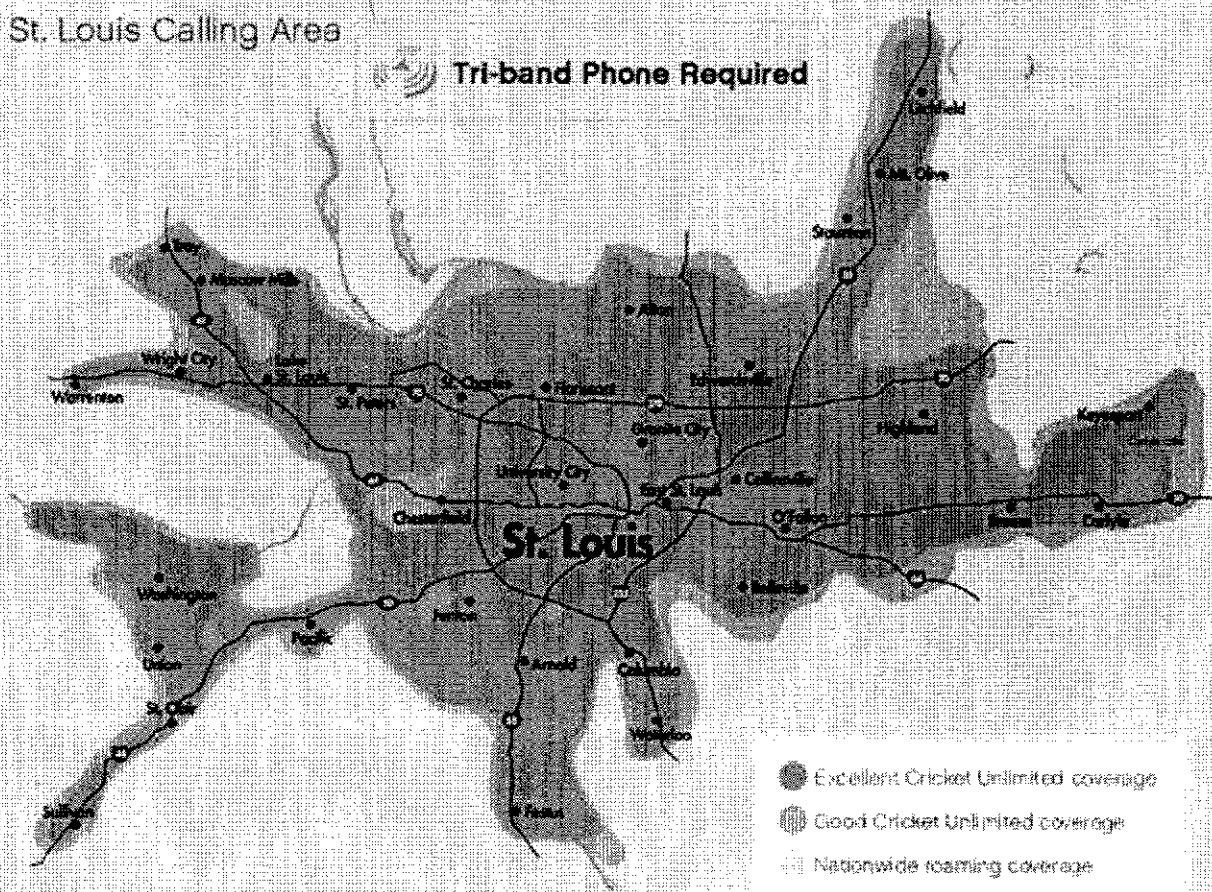 St. Louis Calling Area
Tri-band Phone Required
Litchfield
Mt. Olive
Staunton
Troy
Moscow Mills
Alton
Wright City
Lake
St. Louis
Warrenton
St. Peters
St. Charles
Florissant
Edwardsville
Granite City
Highland
Keyesport
University City
East St. Louis
Collinsville
Chesterfield
St. Louis
O'Fallon
Breese
Carlyle
Washington
Fenton
Belleville
Pacific
Union
Arnold
Columbia
St. Clair
Waterloo
Sullivan
Festus
Excellent Cricket Unlimited coverage
Good Cricket Unlimited coverage
Nationwide roaming coverage